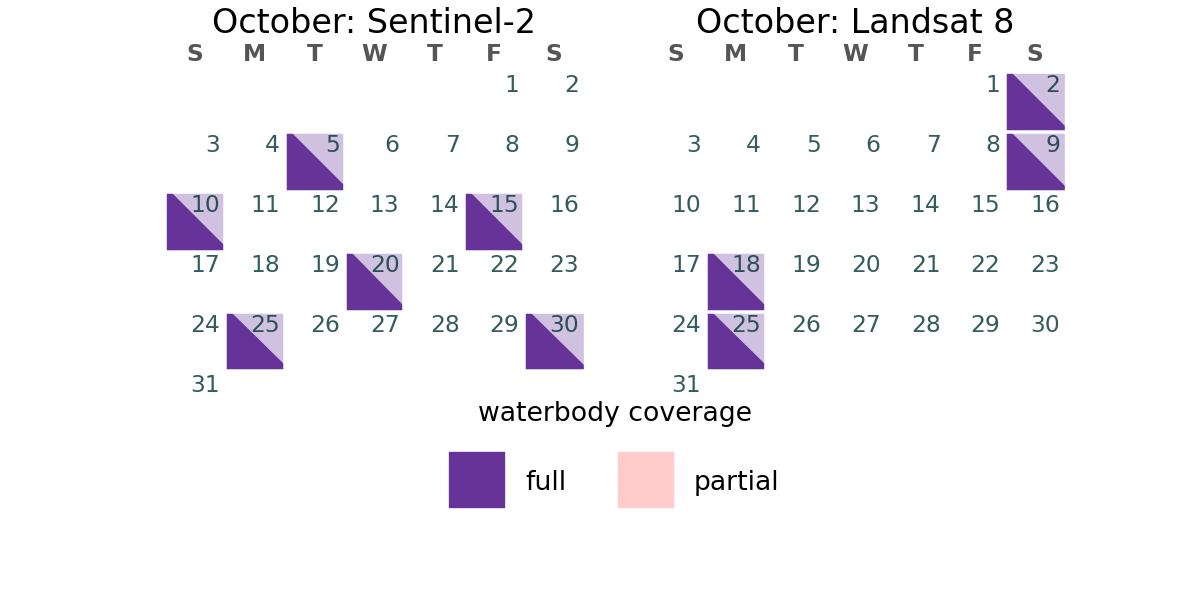 October: Sentinel-2
S M T W T F S
1 2
3 4 5 6 7 8 9
10 11 12 13 14 15 16
17 18 19 20 21 22 23
24 25 26 27 28 29 30
31
October: Landsat 8
S M T W T F S
1 2
3 4 5 6 7 8 9
10 11 12 13 14 15 16
17 18 19 20 21 22 23
24 25 26 27 28 29 30
31
waterbody coverage
full partial